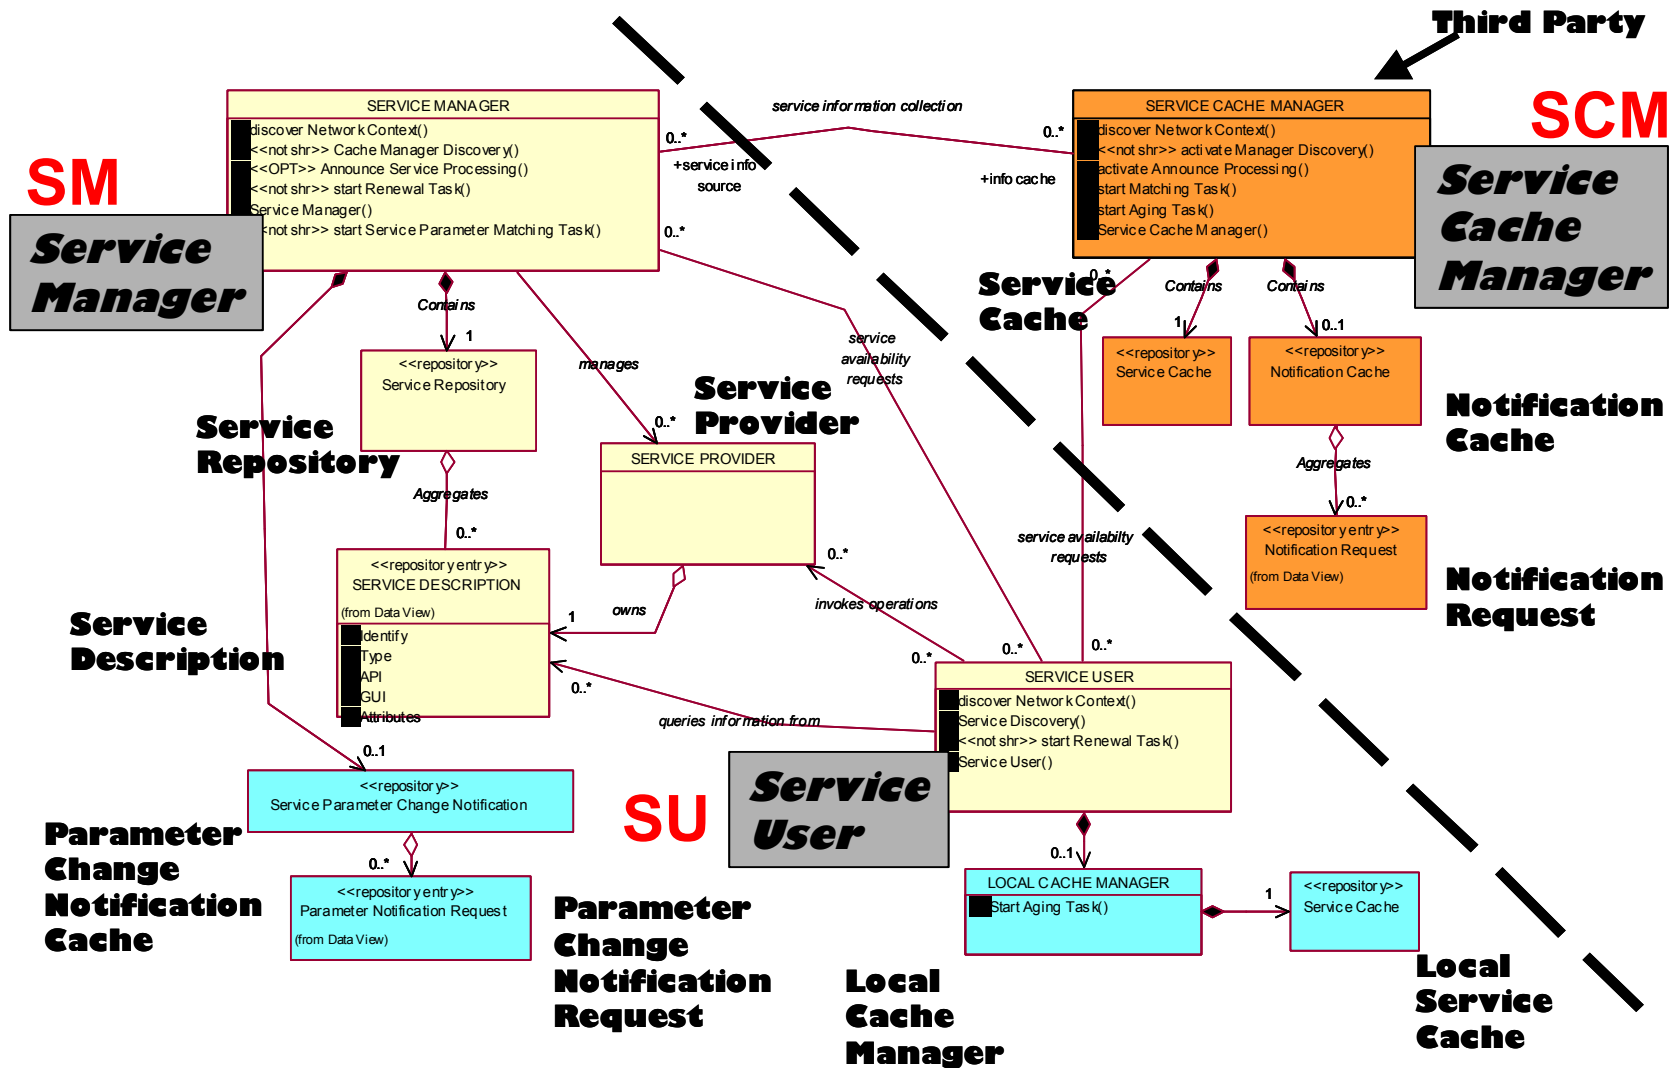 Third Party
SERVICE MANAGER
discover Network Context()
<<not shr>> Cache Manager Discovery()
<<OPT>> Announce Service Processing()
<<not shr>> start Renewal Task()
Service Manager()
<not shr>> start Service Parameter Matching Task()
SM
Service
Manager
service information collection
0..*
0..*
+service info
source
+info cache
0..*
SERVICE CACHE MANAGER
discover Network Context()
<<not shr>> activate Manager Discovery()
activate Announce Processing()
start Matching Task()
start Aging Task()
Service Cache Manager()
SCM
Service
Cache
Manager
Contains
1
manages
0..*
service
availability
requests
0..*
Service
Cache
Contains
1
Contains
0..1
<<repository>>
Service Repository
Service
Repository
Service
Provider
<<repository>>
Service Cache
<<repository>>
Notification Cache
Notification
Cache
Aggregates
0..*
SERVICE PROVIDER
Aggregates
0..*
<<repository entry>>
SERVICE DESCRIPTION
(from Data View)
Identify
Type
API
GUI
Attributes
Service
Description
owns
1
0..*
invokes operations
0..*
0..*
service availabilty
requests
0..*
<<repository entry>>
Notification Request
(from Data View)
Notification
Request
0..*
queries information from
SERVICE USER
discover Network Context()
Service Discovery()
<<not shr>> start Renewal Task()
Service User()
SU
Service
User
0..1
<<repository>>
Service Parameter Change Notification
Parameter
Change
Notification
Cache
0..*
<<repository entry>>
Parameter Notification Request
(from Data View)
Parameter
Change
Notification
Request
0..1
LOCAL CACHE MANAGER
Start Aging Task()
Local
Cache
Manager
1
<<repository>>
Service Cache
Local
Service
Cache